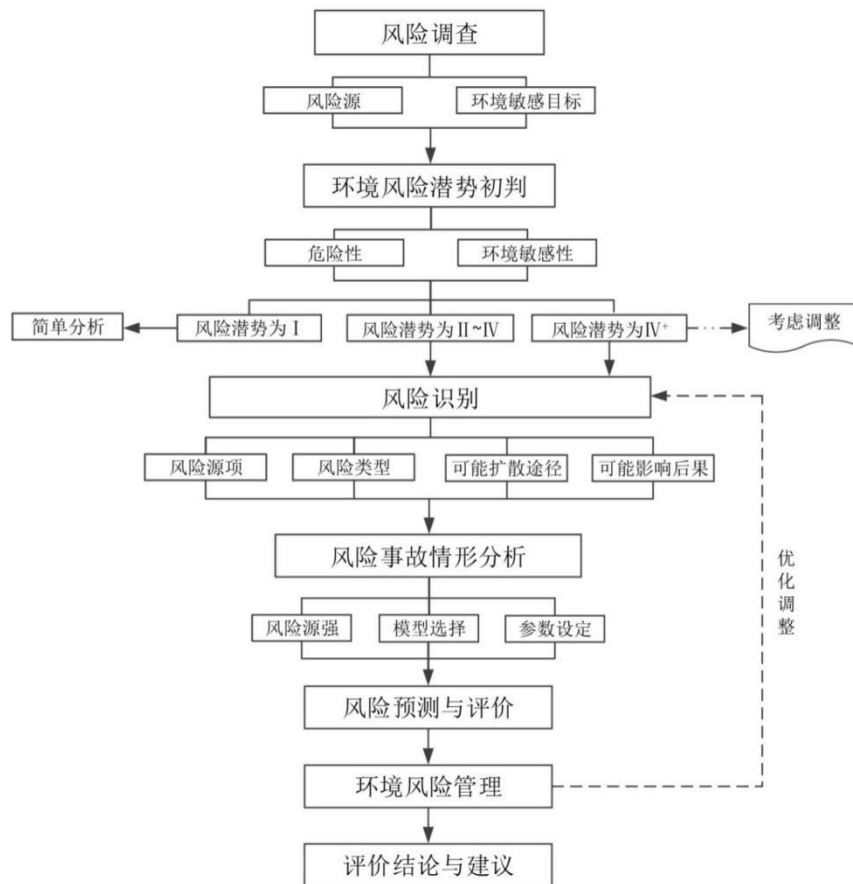 风险调查
风险源
环境敏感目标
环境风险潜势初判
危险性
环境敏感性
简单分析
风险潜势为Ⅰ
风险潜势为Ⅱ~Ⅳ
风险潜势为Ⅳ⁺
考虑调整
风险识别
风险源项
风险类型
可能扩散途径
可能影响后果
风险事故情形分析
优化调整
风险源强
模型选择
参数设定
风险预测与评价
环境风险管理
评价结论与建议